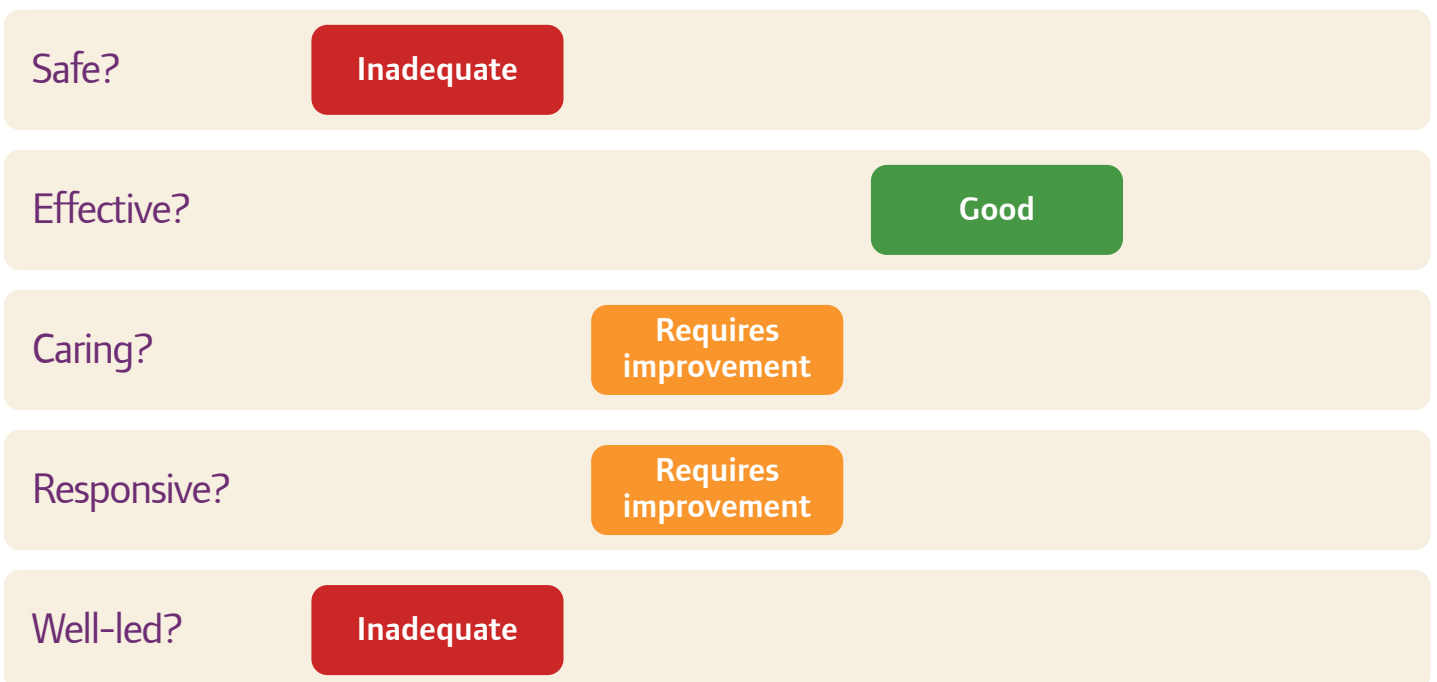 Safe?
Inadequate
Effective?
Good
Caring?
Requires
improvement
Responsive?
Requires
improvement
Well-led?
Inadequate